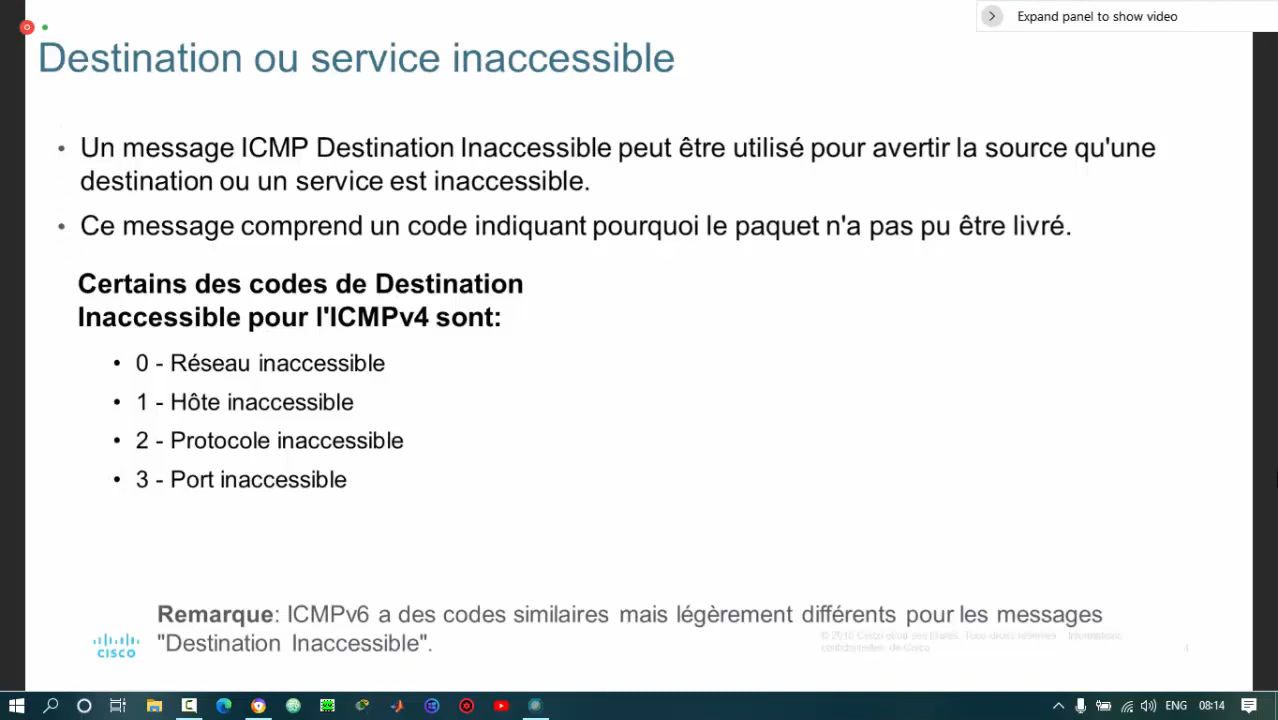 Expand panel to show video
Destination ou service inaccessible
• Un message ICMP Destination Inaccessible peut être utilisé pour avertir la source qu'une
destination ou un service est inaccessible.
• Ce message comprend un code indiquant pourquoi le paquet n'a pas pu être livré.
Certains des codes de Destination
Inaccessible pour l'ICMPv4 sont:
• 0 - Réseau inaccessible
• 1 - Hôte inaccessible
• 2 - Protocole inaccessible
• 3 - Port inaccessible
Remarque: ICMPv6 a des codes similaires mais légèrement différents pour les messages
"Destination Inaccessible".
CISCO
de Cisco
ENG
08:14